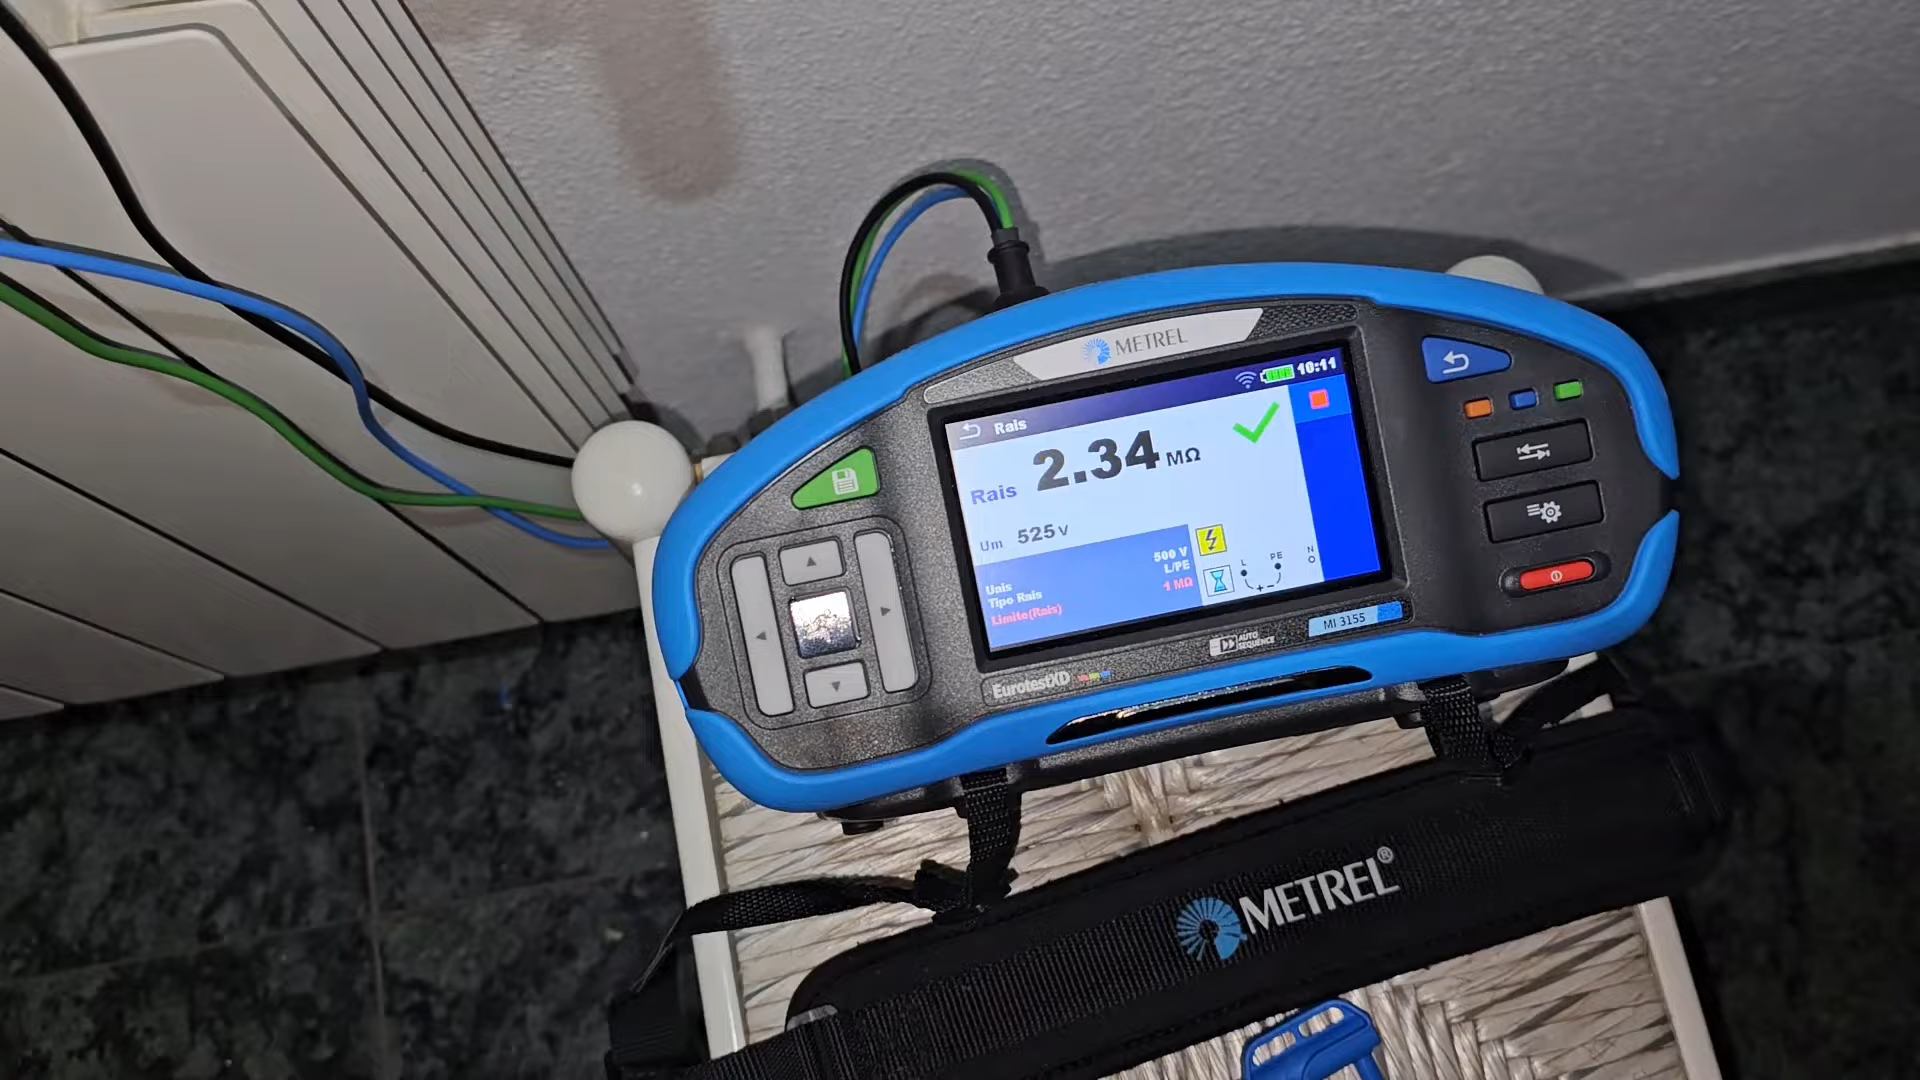 METREL
10:11
Rais
Rais 2.34 MΩ
Um 525 V
Uais 500 V
Tipo Rais L/PE
Limite(Rais) 1 MΩ
L PE N
MI 3155
AUTO
SEQUENCE
EurotestXD
METREL®